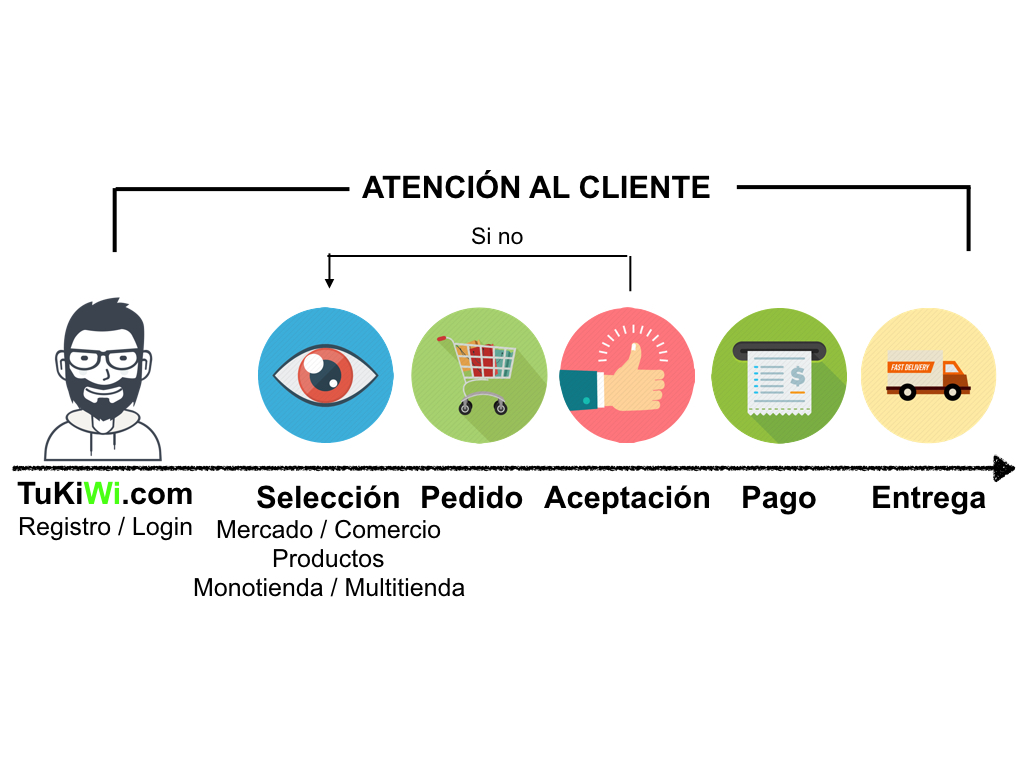 ATENCIÓN AL CLIENTE
Si no
FAST DELIVERY
$
TuKiWi.com
Registro / Login
Selección
Mercado / Comercio
Productos
Monotienda / Multitienda
Pedido
Aceptación
Pago
Entrega